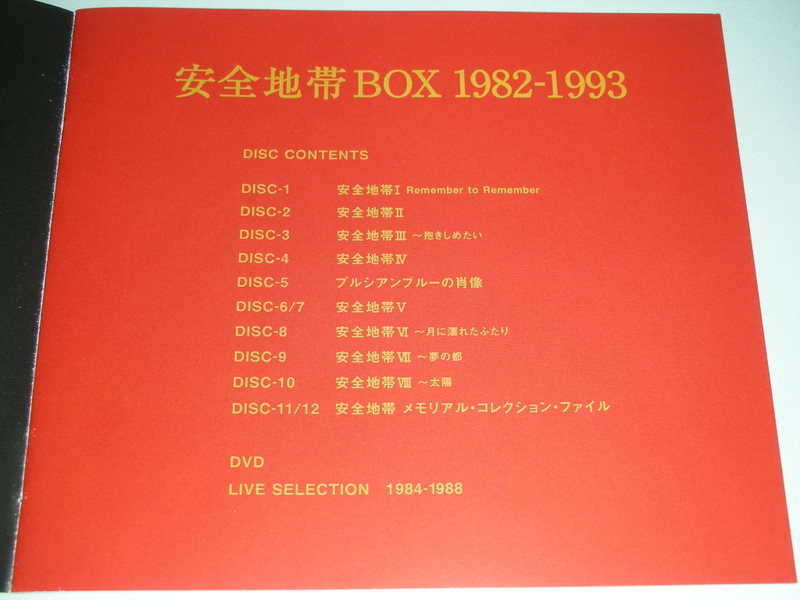 安全地帯BOX 1982-1993
DISC CONTENTS
DISC-1 安全地帯Ⅰ Remember to Remember
DISC-2 安全地帯Ⅱ
DISC-3 安全地帯Ⅲ ～抱きしめたい
DISC-4 安全地帯Ⅳ
DISC-5 プルシアンブルーの肖像
DISC-6/7 安全地帯Ⅴ
DISC-8 安全地帯Ⅵ ～月に濡れたふたり
DISC-9 安全地帯Ⅶ ～夢の都
DISC-10 安全地帯Ⅷ ～太陽
DISC-11/12 安全地帯 メモリアル・コレクション・ファイル
DVD
LIVE SELECTION 1984-1988